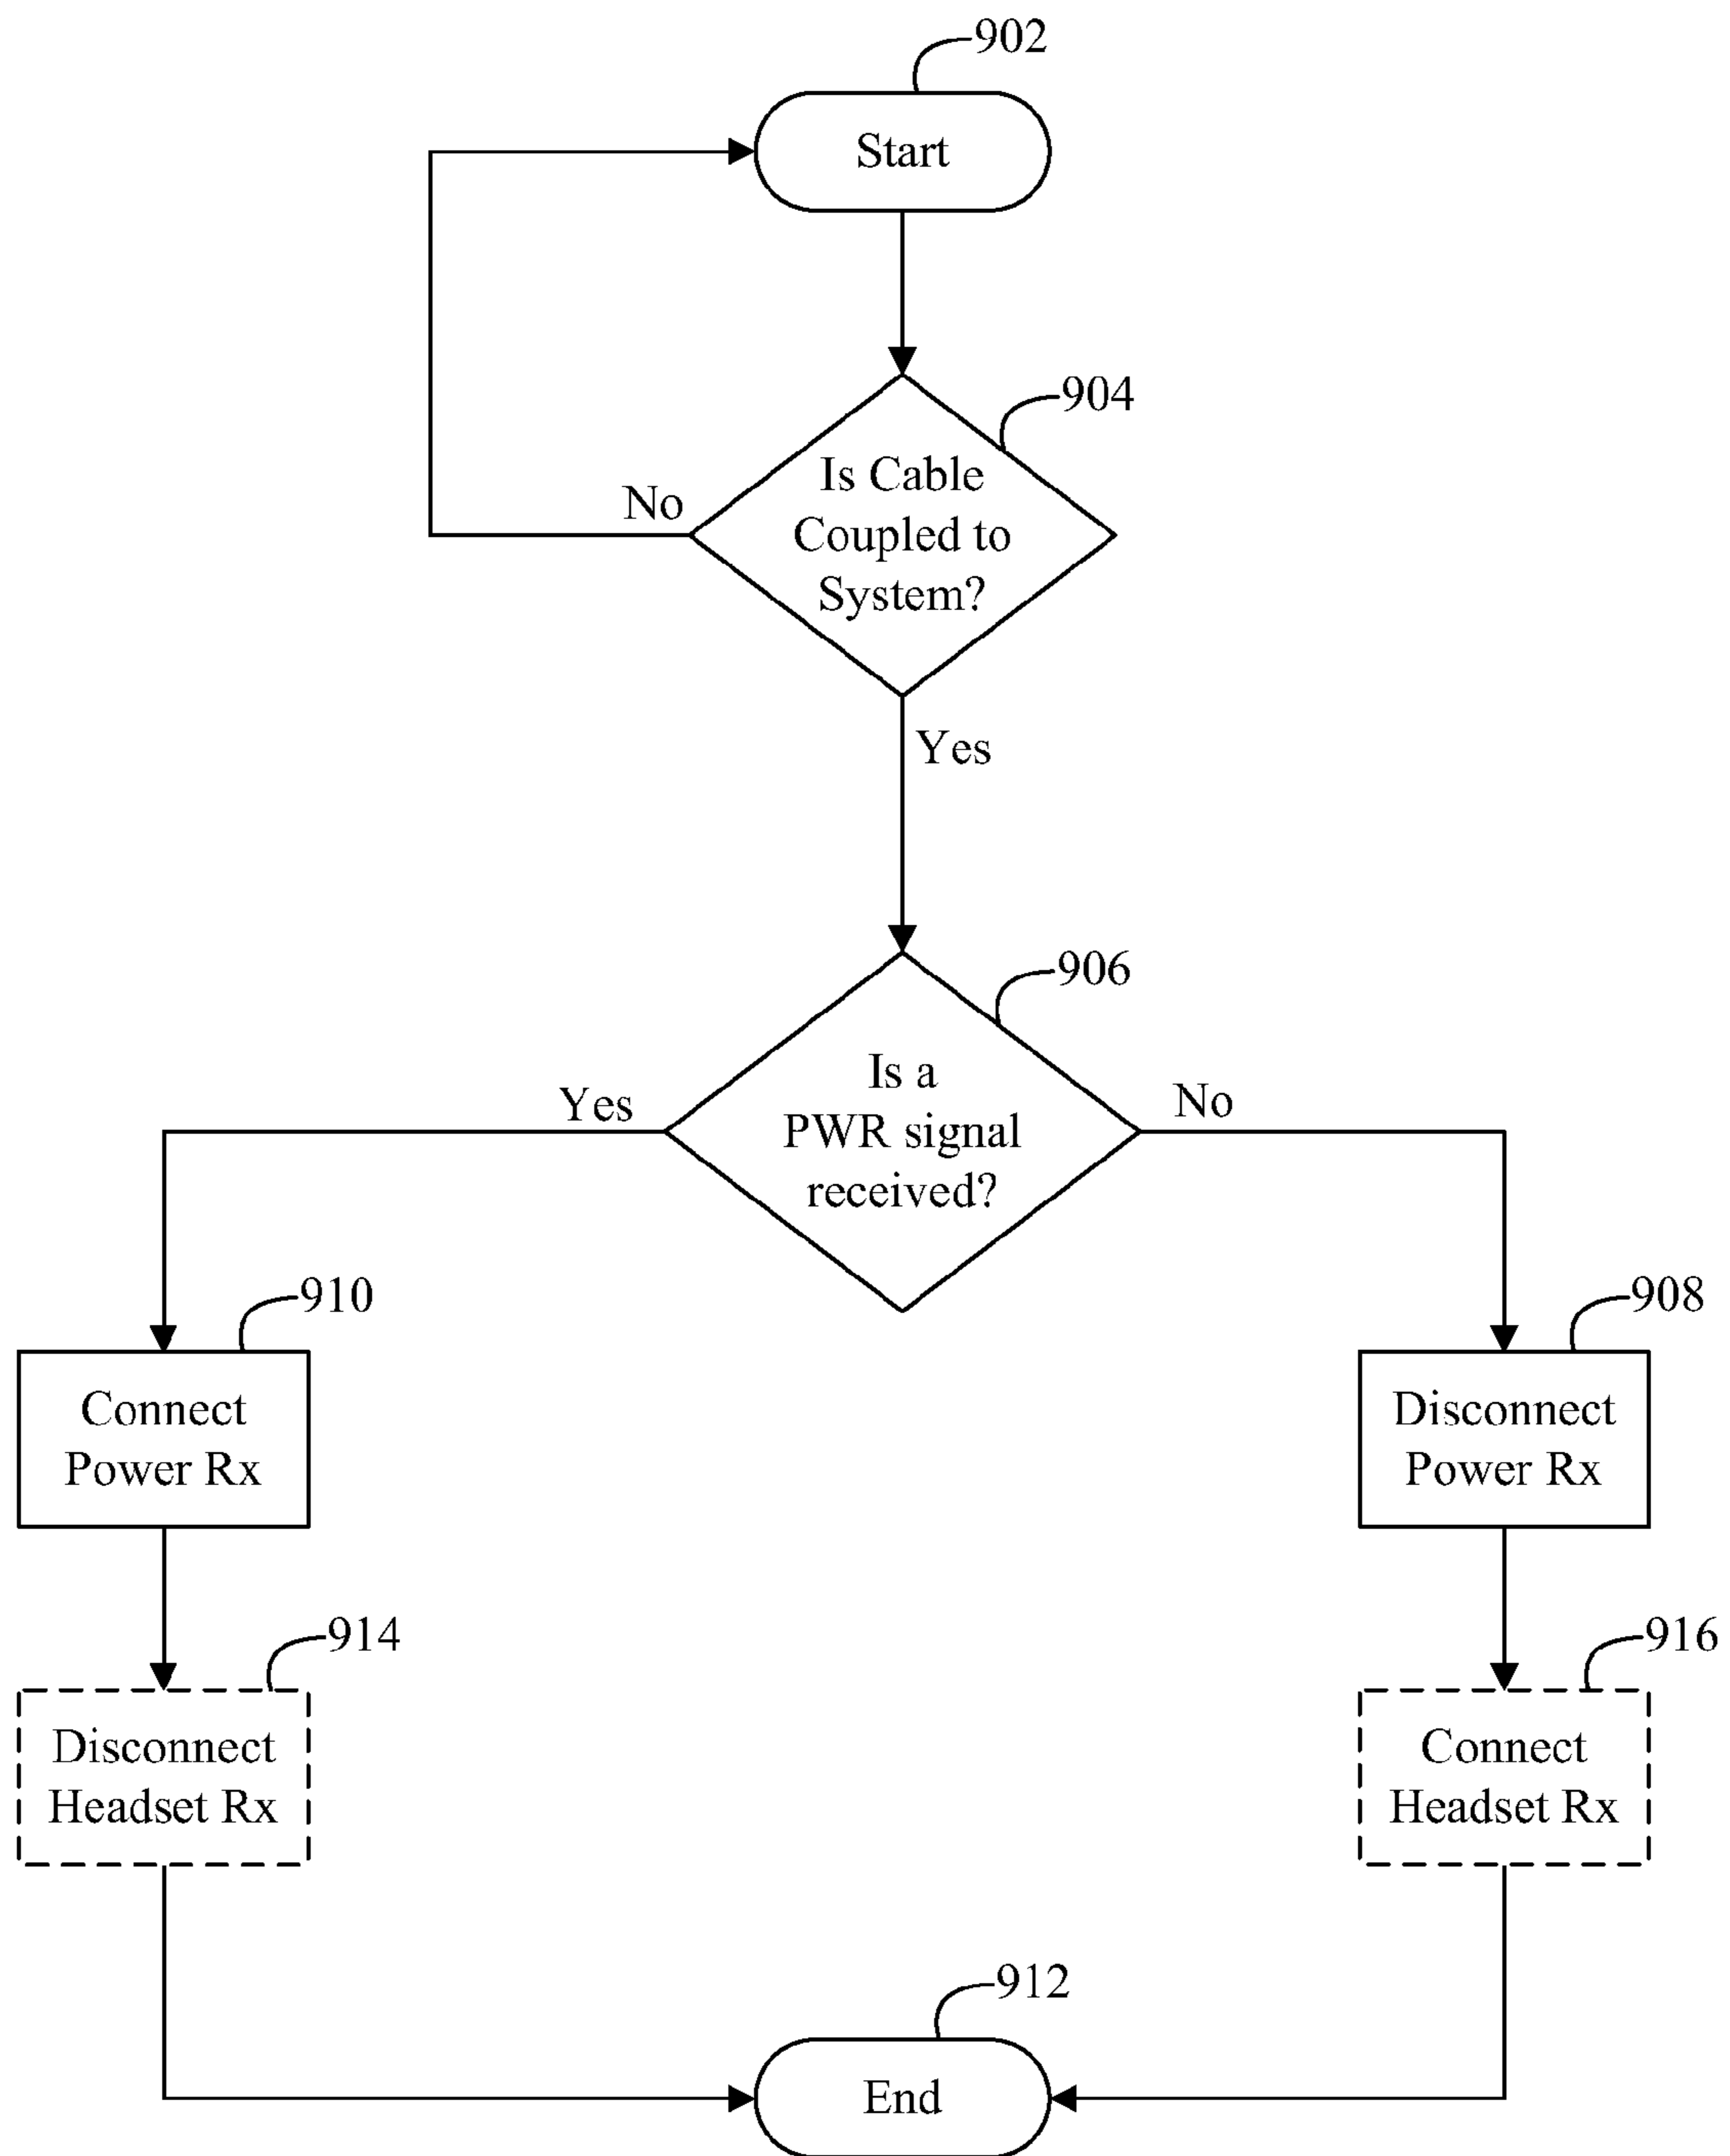 902
Start
904
Is Cable
Coupled to
System?
No
Yes
906
Is a
PWR signal
received?
Yes
No
910
Connect
Power Rx
908
Disconnect
Power Rx
914
Disconnect
Headset Rx
916
Connect
Headset Rx
912
End